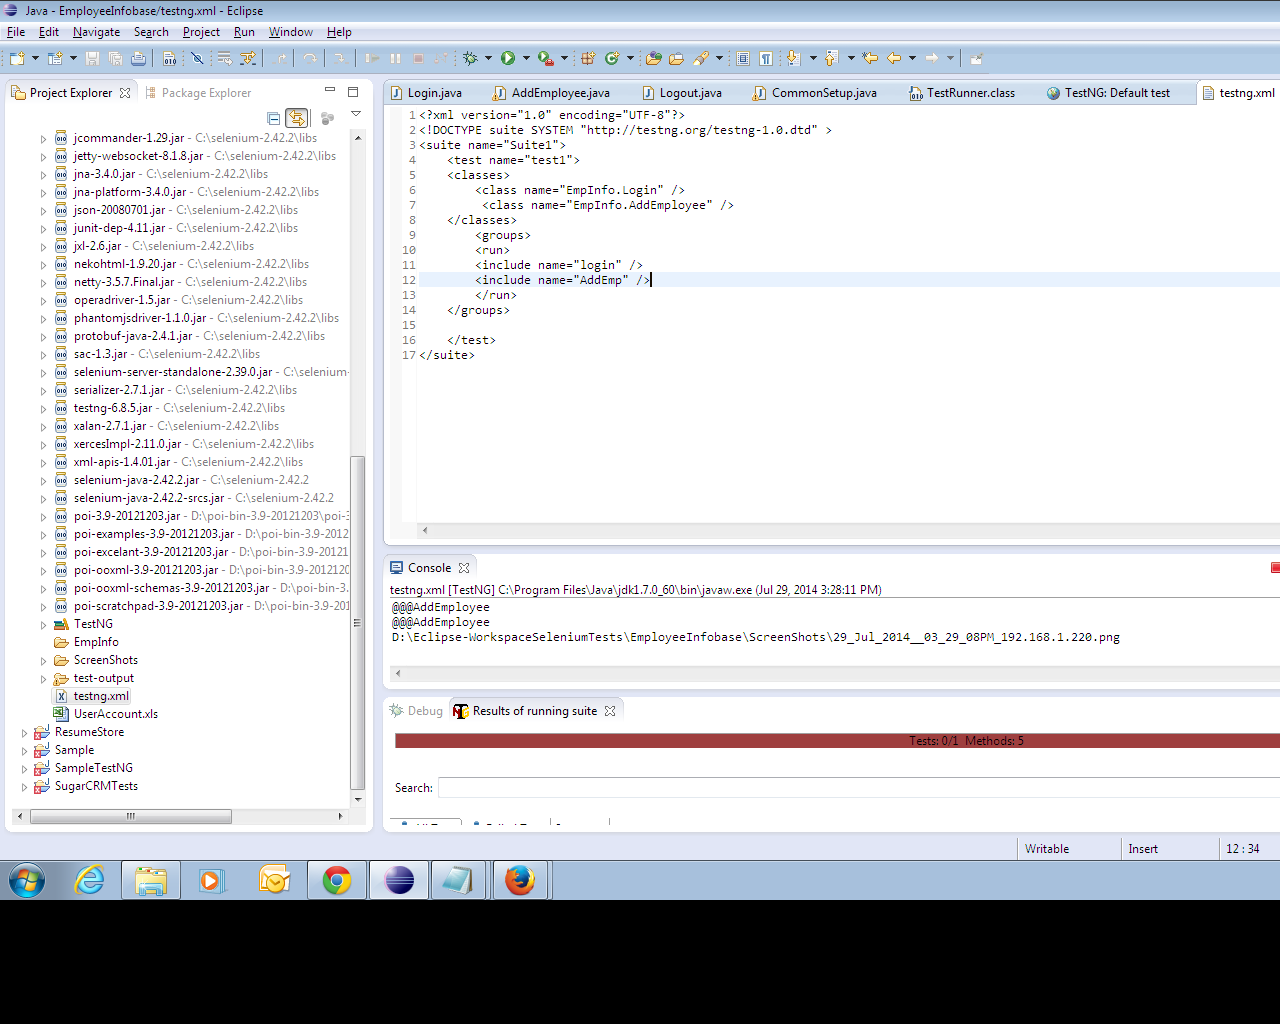 Java - EmployeeInfobase/testng.xml - Eclipse
File Edit Navigate Search Project Run Window Help
Project Explorer Package Explorer
jcommander-1.29.jar - C:\selenium-2.42.2\libs
jetty-websocket-8.1.8.jar - C:\selenium-2.42.2\libs
jna-3.4.0.jar - C:\selenium-2.42.2\libs
jna-platform-3.4.0.jar - C:\selenium-2.42.2\libs
json-20080701.jar - C:\selenium-2.42.2\libs
junit-dep-4.11.jar - C:\selenium-2.42.2\libs
jxl-2.6.jar - C:\selenium-2.42.2\libs
nekohtml-1.9.20.jar - C:\selenium-2.42.2\libs
netty-3.5.7.Final.jar - C:\selenium-2.42.2\libs
operadriver-1.5.jar - C:\selenium-2.42.2\libs
phantomjsdriver-1.1.0.jar - C:\selenium-2.42.2\libs
protobuf-java-2.4.1.jar - C:\selenium-2.42.2\libs
sac-1.3.jar - C:\selenium-2.42.2\libs
selenium-server-standalone-2.39.0.jar - C:\selenium-
serializer-2.7.1.jar - C:\selenium-2.42.2\libs
testng-6.8.5.jar - C:\selenium-2.42.2\libs
xalan-2.7.1.jar - C:\selenium-2.42.2\libs
xercesImpl-2.11.0.jar - C:\selenium-2.42.2\libs
xml-apis-1.4.01.jar - C:\selenium-2.42.2\libs
selenium-java-2.42.2.jar - C:\selenium-2.42.2
selenium-java-2.42.2-srcs.jar - C:\selenium-2.42.2
poi-3.9-20121203.jar - D:\poi-bin-3.9-20121203\poi-3
poi-examples-3.9-20121203.jar - D:\poi-bin-3.9-2012
poi-excelant-3.9-20121203.jar - D:\poi-bin-3.9-20121
poi-ooxml-3.9-20121203.jar - D:\poi-bin-3.9-2012120
poi-ooxml-schemas-3.9-20121203.jar - D:\poi-bin-3.
poi-scratchpad-3.9-20121203.jar - D:\poi-bin-3.9-201
TestNG
EmpInfo
ScreenShots
test-output
testng.xml
UserAccount.xls
ResumeStore
Sample
SampleTestNG
SugarCRMTests
Login.java AddEmployee.java Logout.java CommonSetup.java TestRunner.class TestNG: Default test testng.xml
1 <?xml version="1.0" encoding="UTF-8"?>
2 <!DOCTYPE suite SYSTEM "http://testng.org/testng-1.0.dtd" >
3 <suite name="Suite1">
4 <test name="test1">
5 <classes>
6 <class name="EmpInfo.Login" />
7 <class name="EmpInfo.AddEmployee" />
8 </classes>
9 <groups>
10 <run>
11 <include name="login" />
12 <include name="AddEmp" />
13 </run>
14 </groups>
15
16 </test>
17 </suite>
Console
testng.xml [TestNG] C:\Program Files\Java\jdk1.7.0_60\bin\javaw.exe (Jul 29, 2014 3:28:11 PM)
@@@AddEmployee
@@@AddEmployee
D:\Eclipse-WorkspaceSeleniumTests\EmployeeInfobase\ScreenShots\29_Jul_2014__03_29_08PM_192.168.1.220.png
Debug Results of running suite
Tests: 0/1 Methods: 5
Search:
Writable Insert 12 : 34